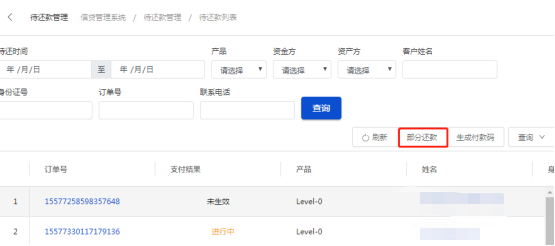 待还款管理 信贷管理系统 / 待还款管理 / 待还款列表
待还时间 产品 资金方 资产方 客户姓名
年 /月/日 至 年 /月/日 请选择 请选择 请选择
身份证号 订单号 联系电话
查询
刷新 部分还款 生成付款码 查询
订单号 支付结果 产品 姓名
1 15577258598357648 未生效 Level-0
2 15577330117179136 进行中 Level-0